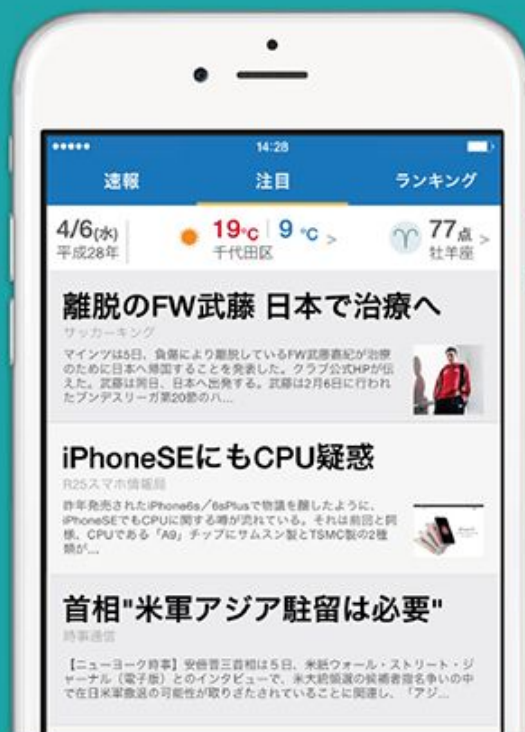 14:28
速報 注目 ランキング
4/6(水) 19℃ 9℃ > 77点 >
平成28年 千代田区 牡羊座
離脱のFW武藤 日本で治療へ
サッカーキング
マインツは5日、負傷により離脱しているFW武藤嘉紀が治療
のために日本へ帰国することを発表した。クラブ公式HPが伝
えた。武藤は同日、日本へ出発する。武藤は2月6日に行われ
たブンデスリーガ第20節のハ...
iPhoneSEにもCPU疑惑
R25スマホ情報局
昨年発売されたiPhone6s/6sPlusで物議を醸したように、
iPhoneSEでもCPUに関する噂が流れている。それは前回と同
様、CPUである「A9」チップにサムスン製とTSMC製の2種
類が...
首相"米軍アジア駐留は必要"
時事通信
【ニューヨーク時事】安倍晋三首相は5日、米紙ウォール・ストリート・ジ
ャーナル(電子版)とのインタビューで、米大統領選の候補者指名争いの中
で在日米軍撤退の可能性が取りざたされていることに関連し、「アジ...